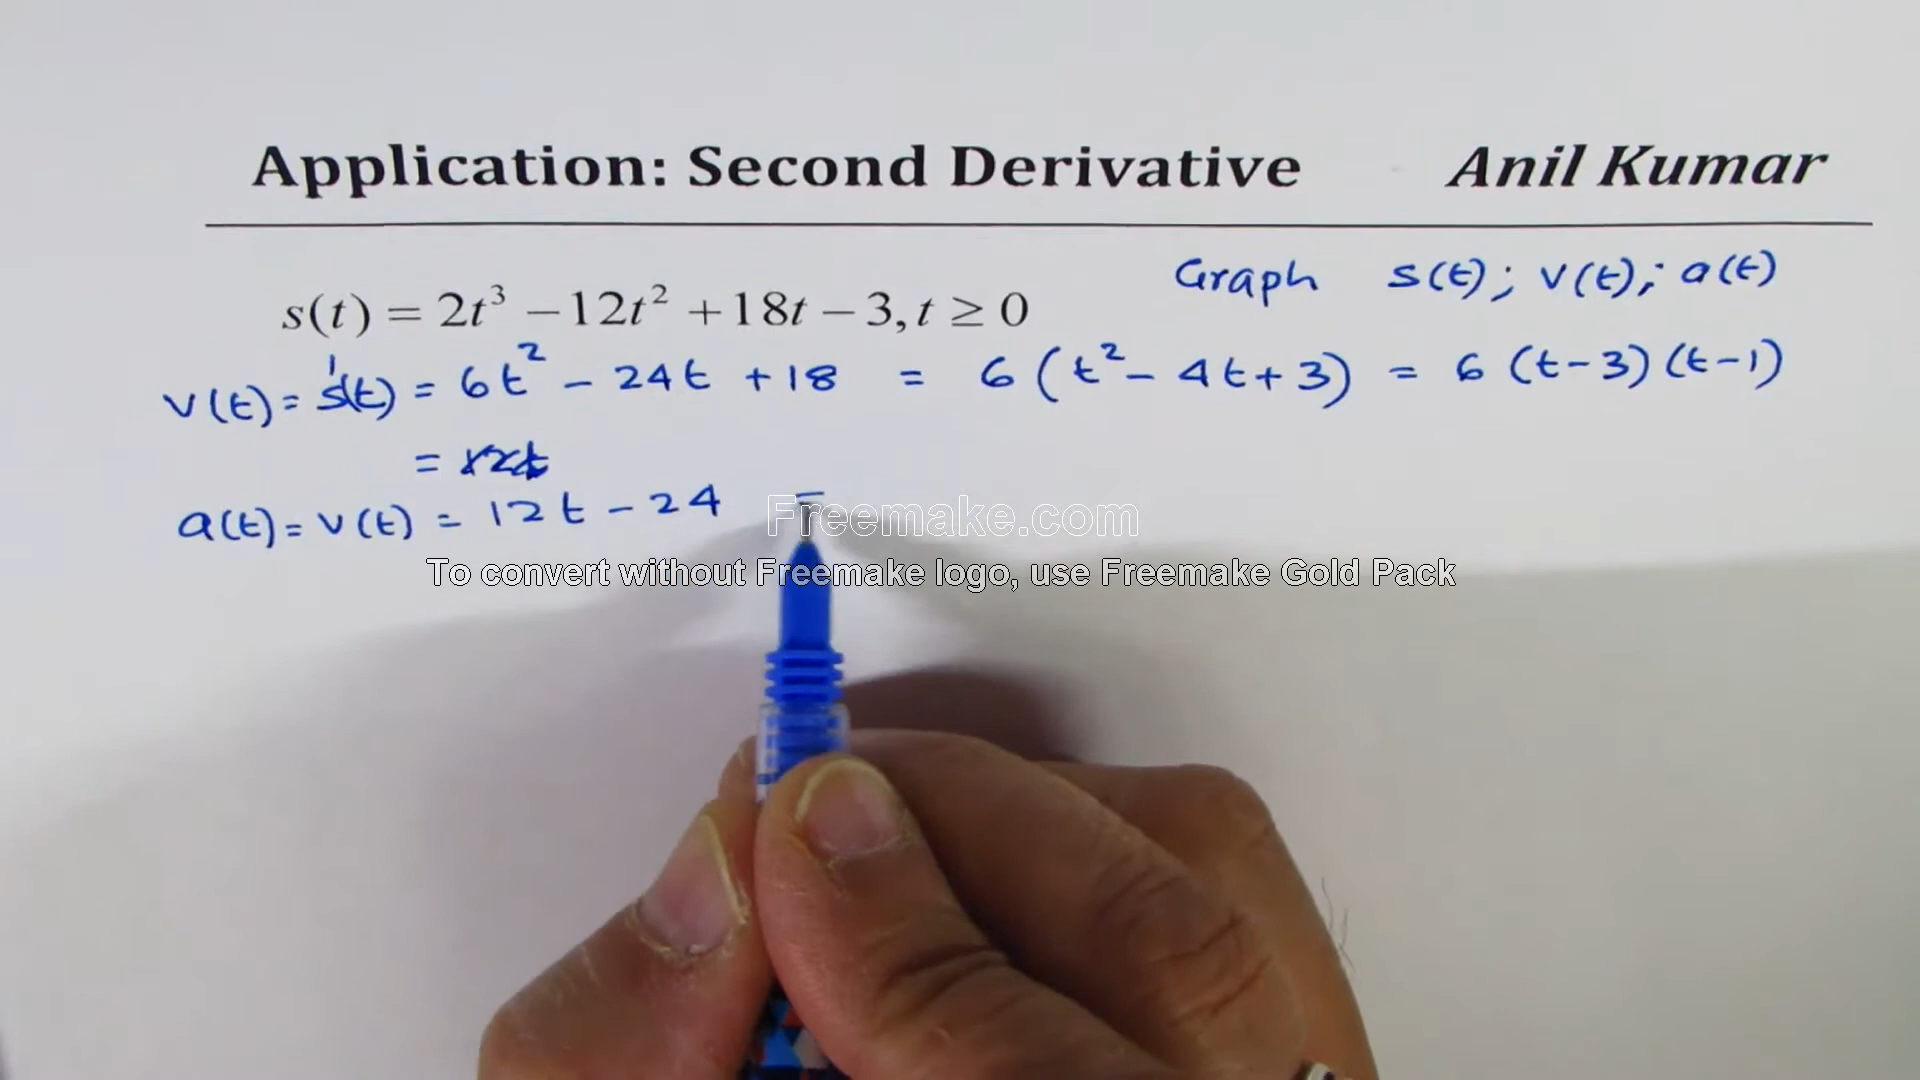 Application: Second Derivative Anil Kumar
Graph s(t); v(t); a(t)
s(t) = 2t³ − 12t² + 18t − 3, t ≥ 0
v(t) = s'(t) = 6t² − 24t + 18 = 6(t² − 4t + 3) = 6(t−3)(t−1)
= 12t
a(t) = v(t) = 12t − 24 =
Freemake.com
To convert without Freemake logo, use Freemake Gold Pack